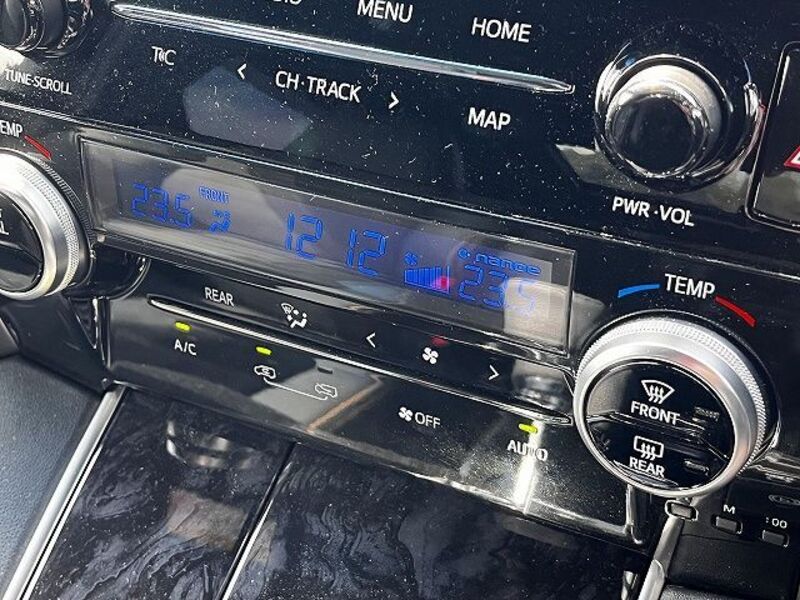 MENU
HOME
TUNE·SCROLL
CH·TRACK
MAP
PWR·VOL
TEMP
FRONT
23.5
12 12
nanoe
23.5
TEMP
REAR
A/C
OFF
AUTO
FRONT
REAR
M
:00